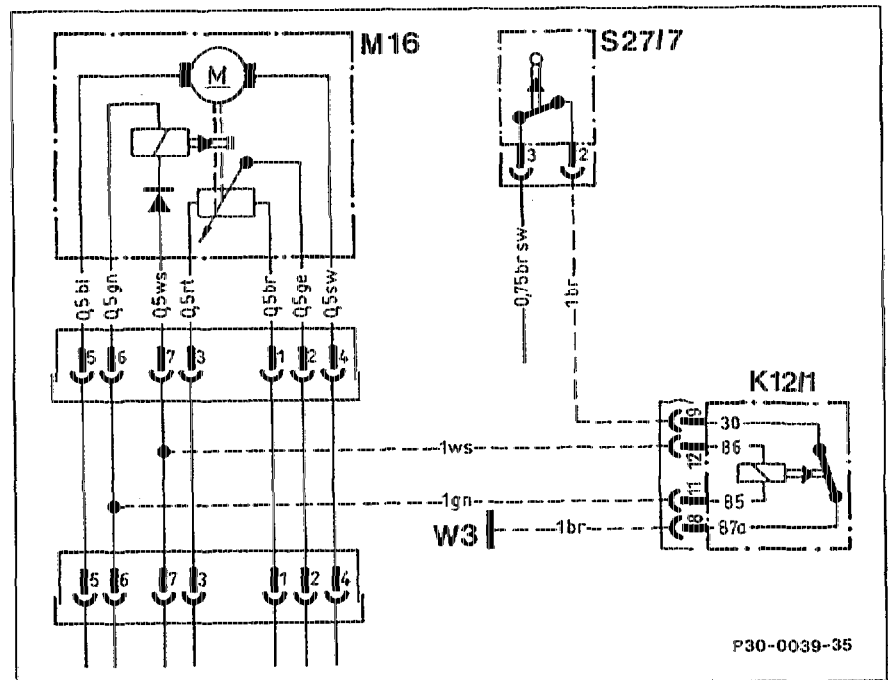 M16
S27/7
M
3 2
0,5bl
0,5gn
0,5ws
0,5rt
0,5br
0,5ge
0,5sw
0,75br sw
1br
5 6 7 3 1 2 4
K12/1
9 30
1ws
12 86
1gn
11 85
W3
1br
8 87a
5 6 7 3 1 2 4
P30-0039-35